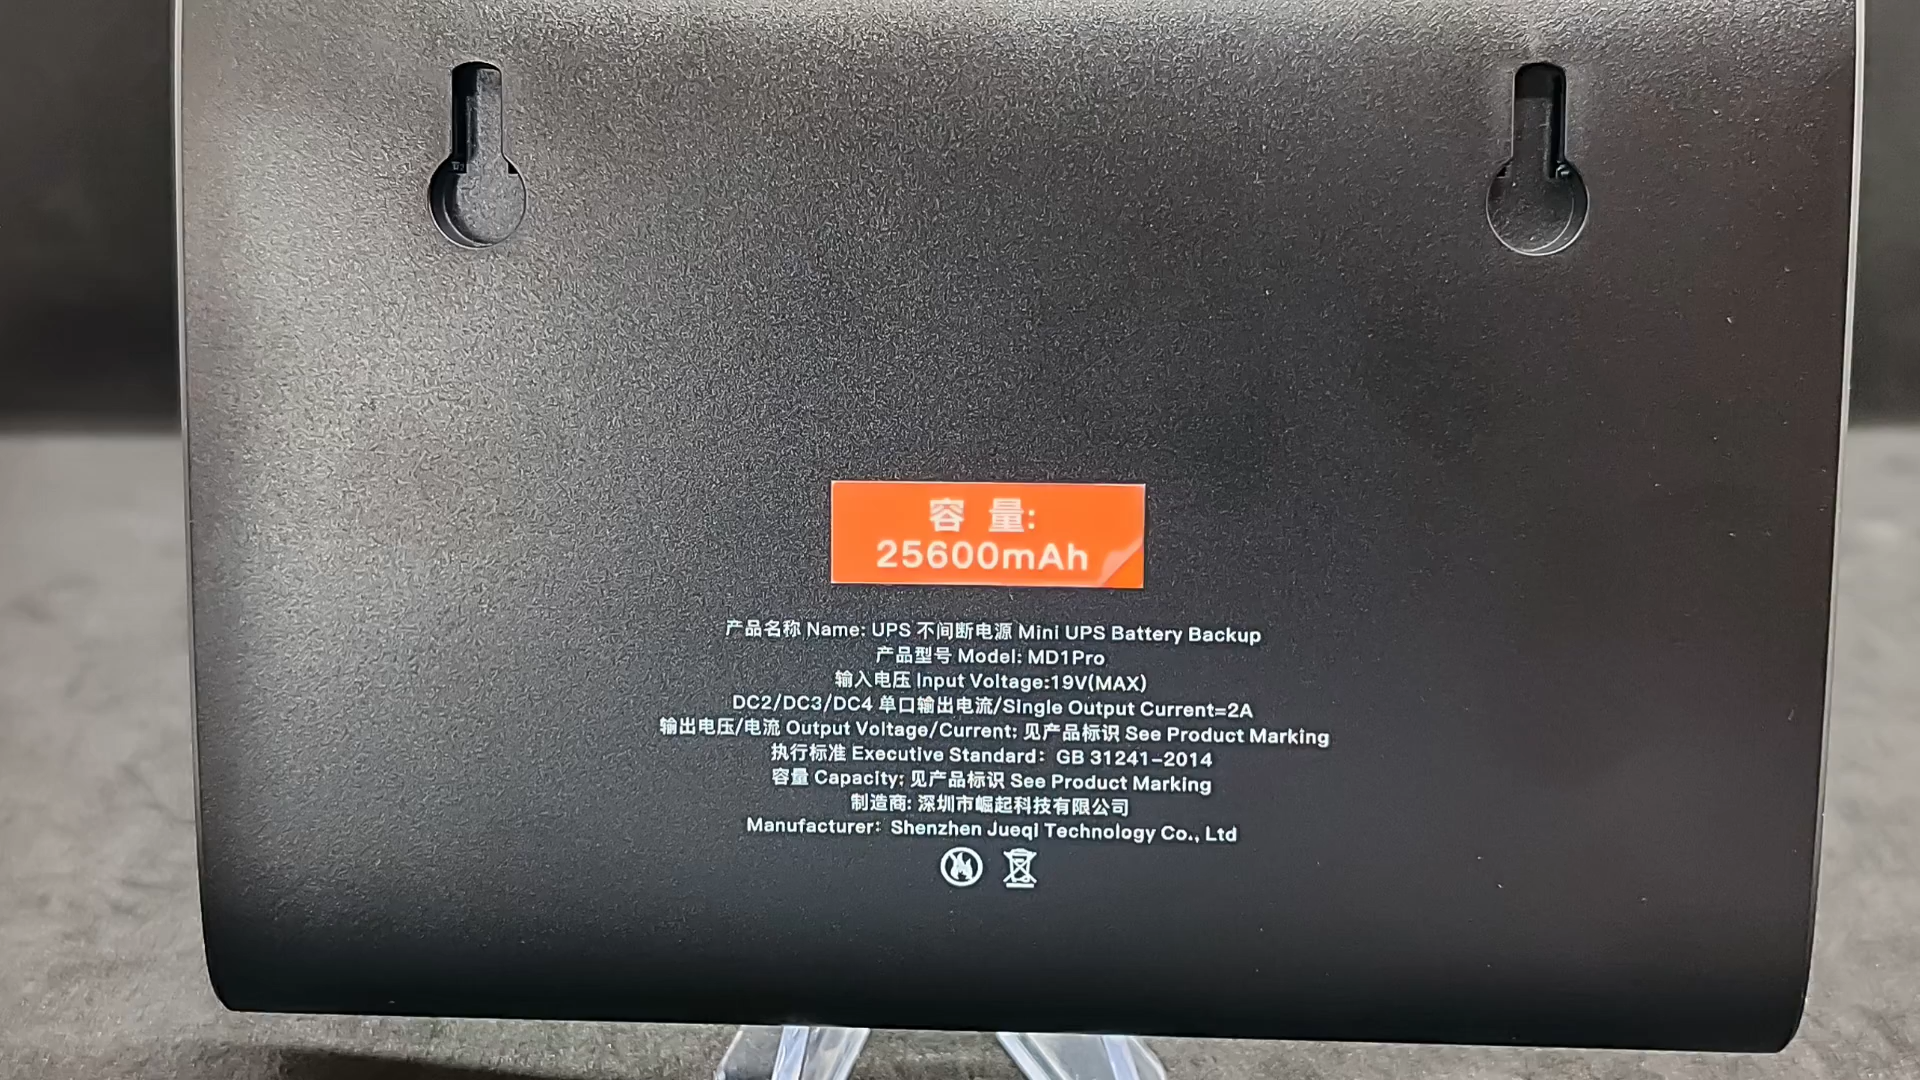 容 量:
25600mAh
产品名称 Name: UPS 不间断电源 Mini UPS Battery Backup
产品型号 Model: MD1Pro
输入电压 Input Voltage:19V(MAX)
DC2/DC3/DC4 单口输出电流/Single Output Current=2A
输出电压/电流 Output Voltage/Current: 见产品标识 See Product Marking
执行标准 Executive Standard: GB 31241-2014
容量 Capacity: 见产品标识 See Product Marking
制造商: 深圳市崛起科技有限公司
Manufacturer: Shenzhen Jueqi Technology Co., Ltd